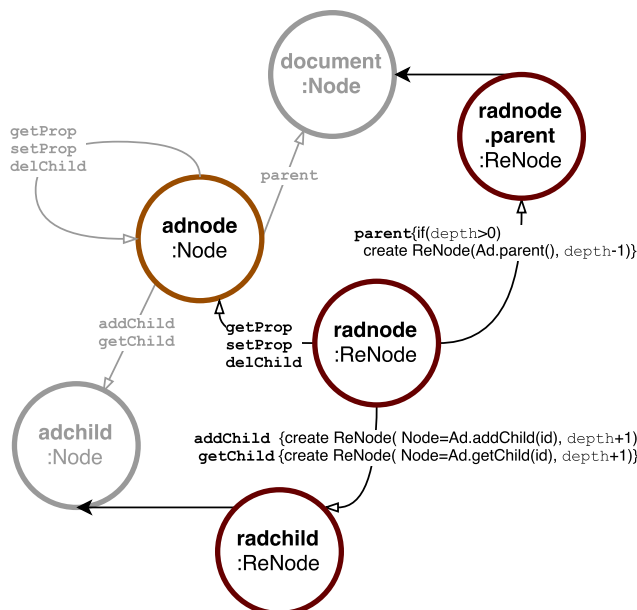 document
:Node
radnode
.parent
:ReNode
getProp
setProp
delChild
parent
adnode
:Node
parent{if(depth>0)
create ReNode(Ad.parent(), depth-1)}
addChild
getChild
getProp
setProp
delChild
radnode
:ReNode
adchild
:Node
addChild {create ReNode( Node=Ad.addChild(id), depth+1)
getChild {create ReNode( Node=Ad.getChild(id), depth+1)}
radchild
:ReNode